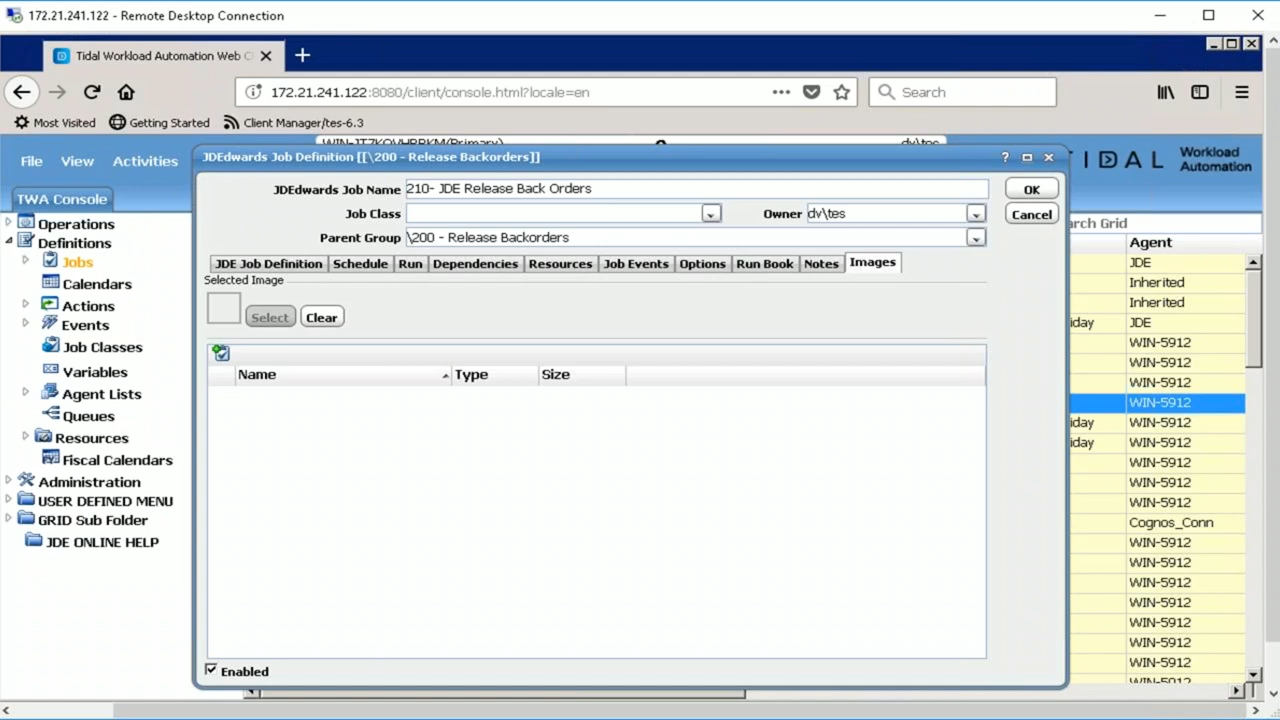 172.21.241.122 - Remote Desktop Connection
Tidal Workload Automation Web C
172.21.241.122:8080/client/console.html?locale=en
Search
Most Visited
Getting Started
Client Manager/tes-6.3
File View Activities
dv\tes
TIDAL Workload Automation
TWA Console
Operations
Definitions
Jobs
Calendars
Actions
Events
Job Classes
Variables
Agent Lists
Queues
Resources
Fiscal Calendars
Administration
USER DEFINED MENU
GRID Sub Folder
JDE ONLINE HELP
JDEdwards Job Definition [[\200 - Release Backorders]]
JDEdwards Job Name 210- JDE Release Back Orders
OK
Job Class
Owner dv\tes
Cancel
Parent Group \200 - Release Backorders
JDE Job Definition Schedule Run Dependencies Resources Job Events Options Run Book Notes Images
Selected Image
Select Clear
Name Type Size
Enabled
rch Grid
Agent
JDE
Inherited
Inherited
iday JDE
WIN-5912
WIN-5912
WIN-5912
WIN-5912
iday WIN-5912
iday WIN-5912
WIN-5912
WIN-5912
WIN-5912
Cognos_Conn
WIN-5912
WIN-5912
WIN-5912
WIN-5912
WIN-5912
WIN-5912
WIN-5912
WIN-5912